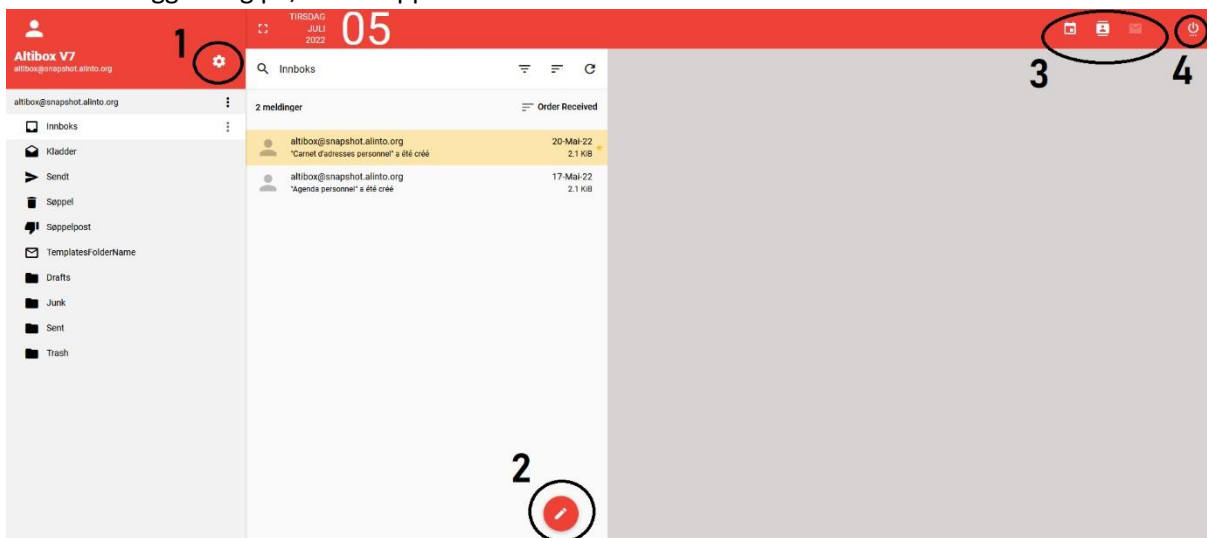 TIRSDAG
JULI
2022
05
1
3
4
Altibox V7
altibox@snapshot.alinto.org
Innboks
altibox@snapshot.alinto.org
2 meldinger
Order Received
Innboks
altibox@snapshot.alinto.org
20-Mai-22
"Carnet d'adresses personnel" a été créé
2.1 KiB
Kladder
Sendt
altibox@snapshot.alinto.org
17-Mai-22
"Agenda personnel" a été créé
2.1 KiB
Søppel
Søppelpost
TemplatesFolderName
Drafts
Junk
Sent
Trash
2